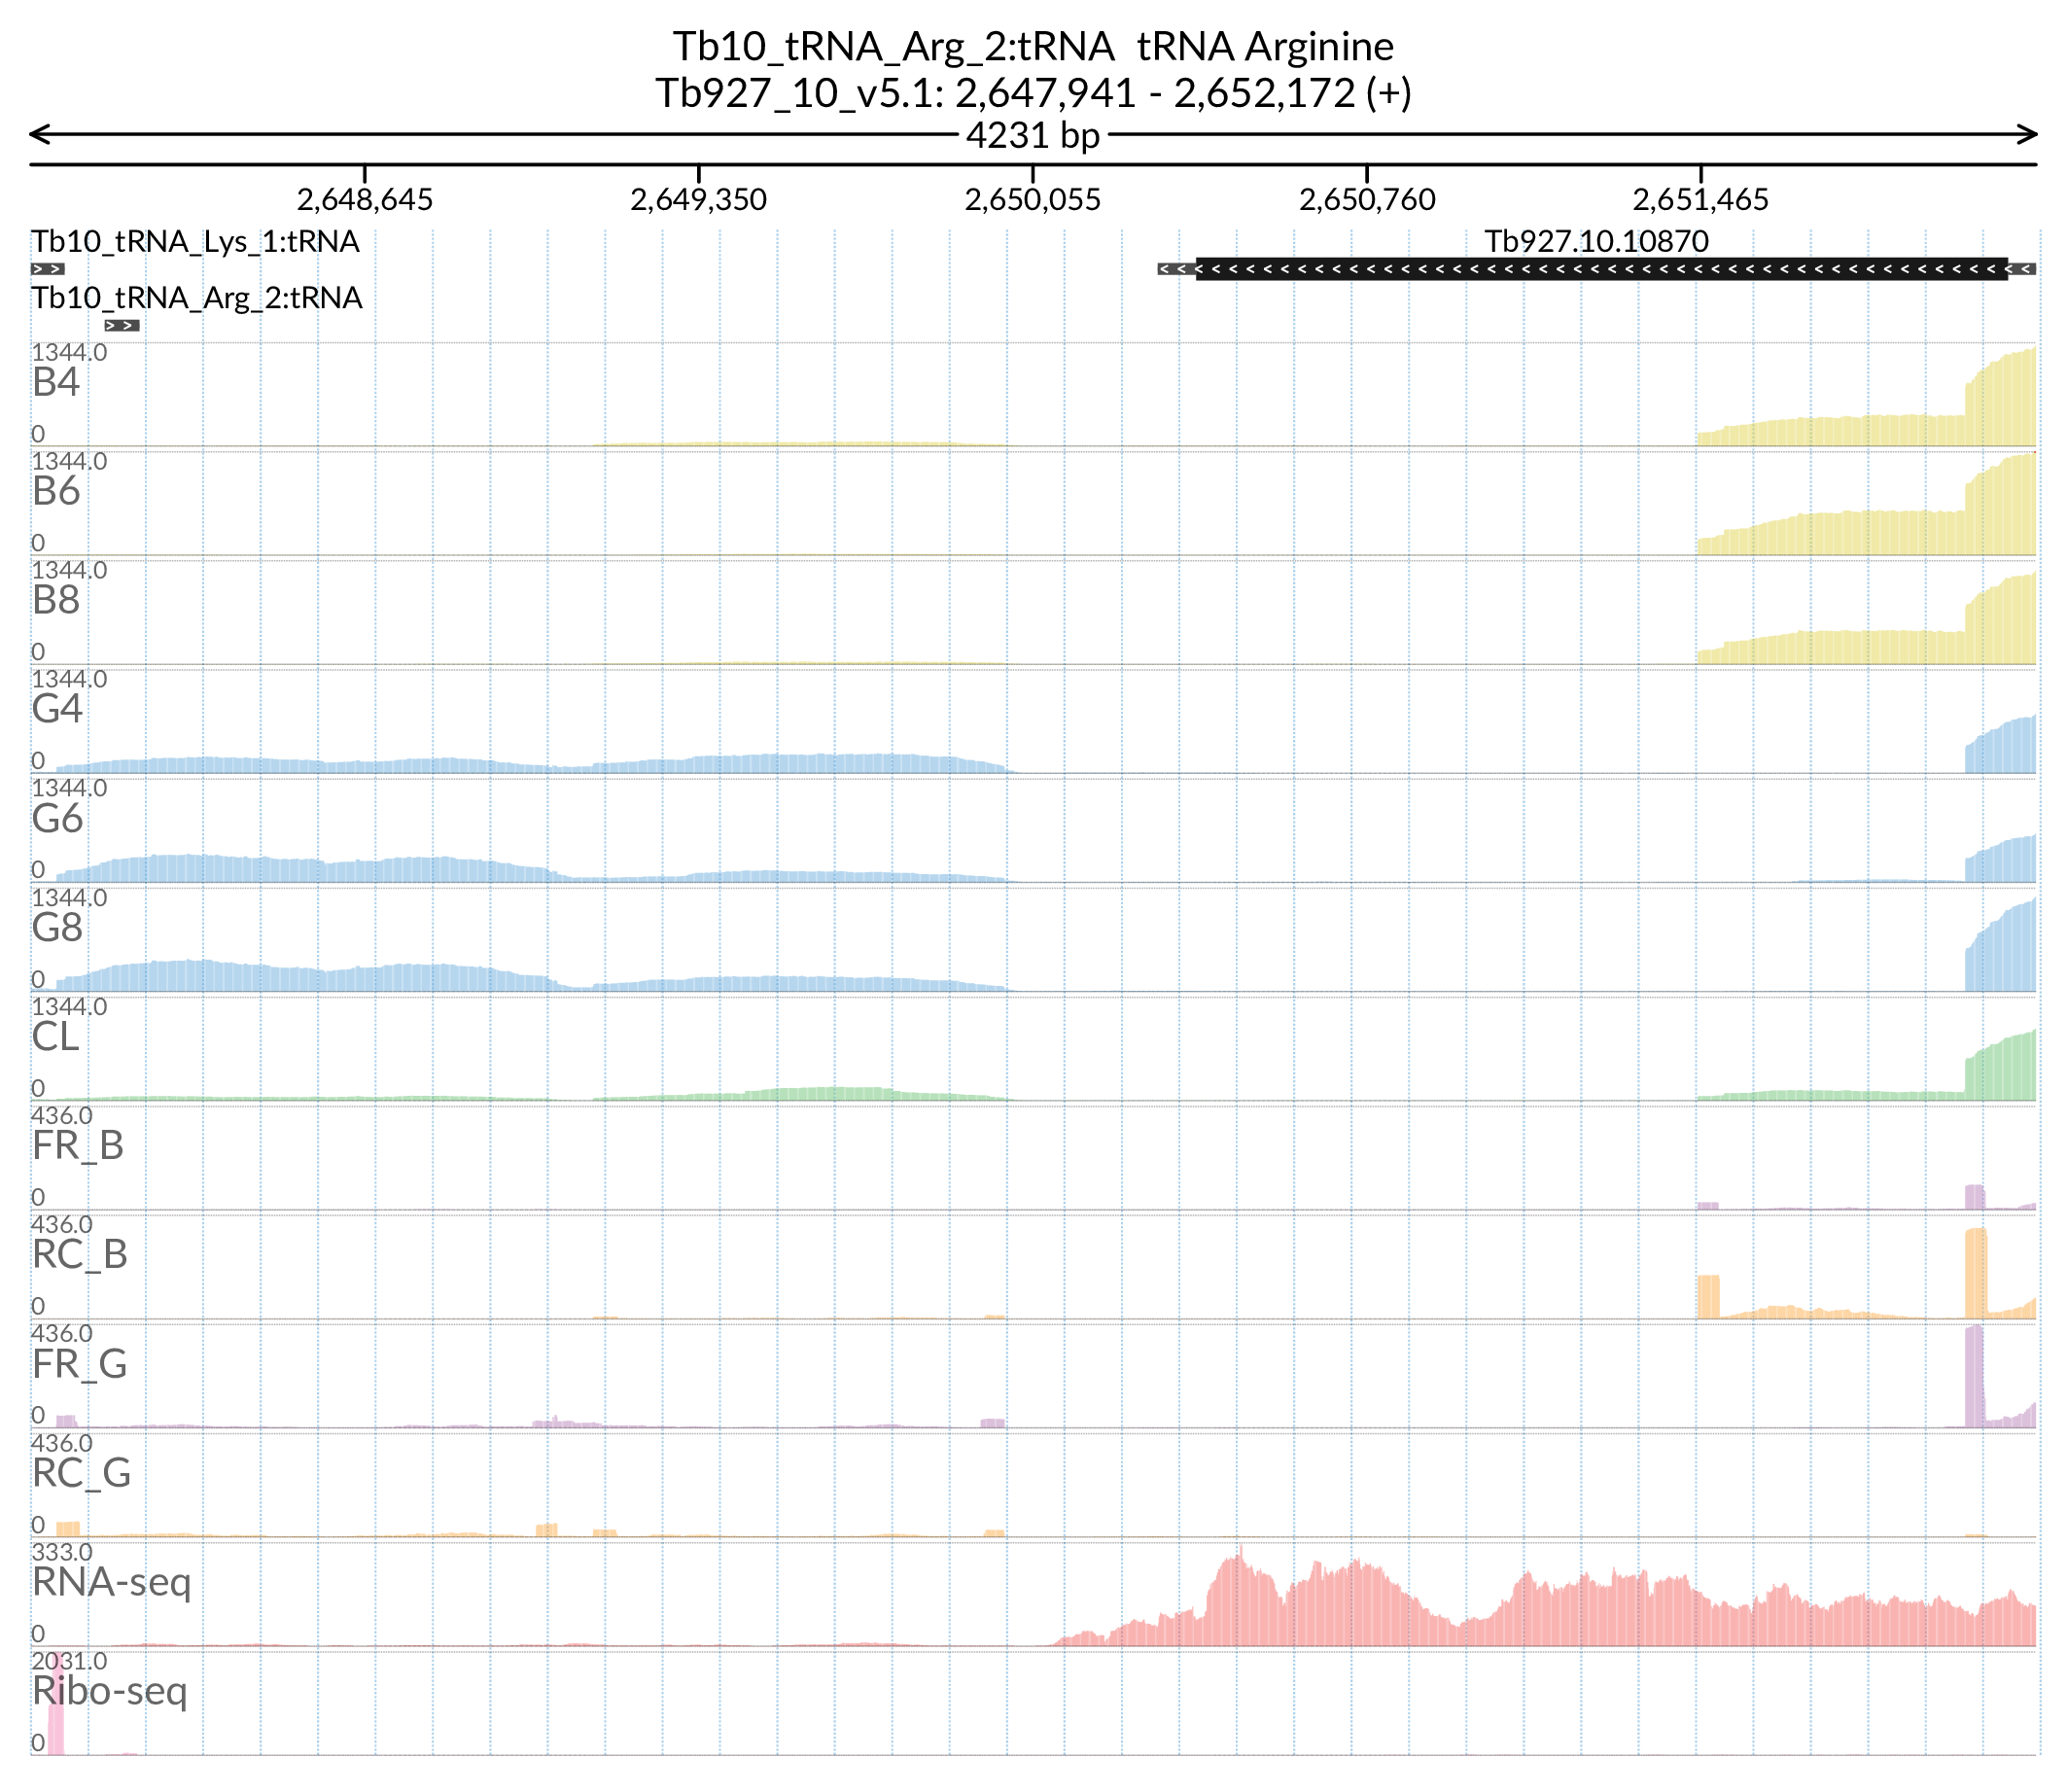 Tb10_tRNA_Arg_2:tRNA  tRNA Arginine
Tb927_10_v5.1: 2,647,941 - 2,652,172 (+)
4231 bp
2,648,645 2,649,350 2,650,055 2,650,760 2,651,465
Tb10_tRNA_Lys_1:tRNA Tb927.10.10870
Tb10_tRNA_Arg_2:tRNA
1344.0
B4
0
1344.0
B6
0
1344.0
B8
0
1344.0
G4
0
1344.0
G6
0
1344.0
G8
0
1344.0
CL
0
436.0
FR_B
0
436.0
RC_B
0
436.0
FR_G
0
436.0
RC_G
0
333.0
RNA-seq
0
2031.0
Ribo-seq
0